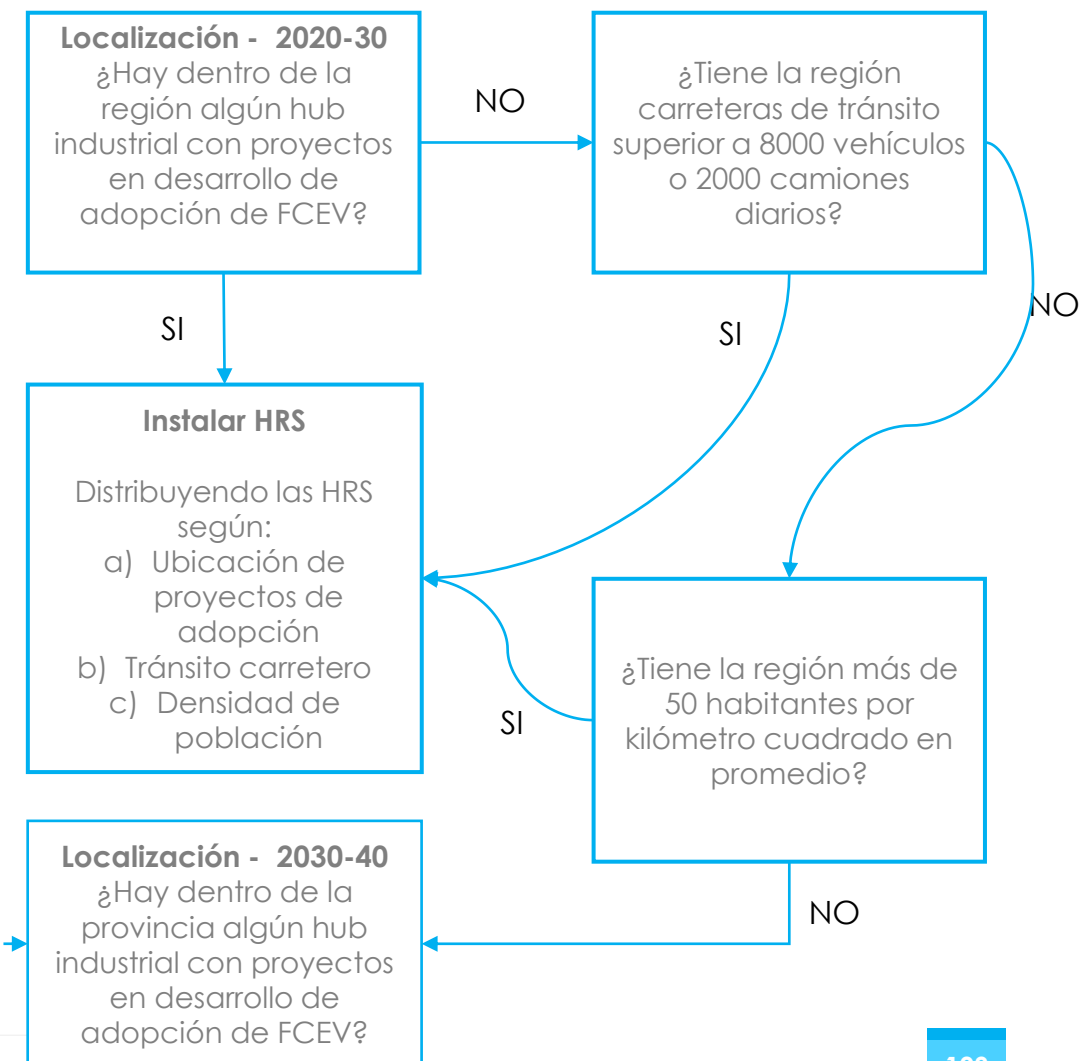 Localización - 2020-30
¿Hay dentro de la
región algún hub
industrial con proyectos
en desarrollo de
adopción de FCEV?
NO
¿Tiene la región
carreteras de tránsito
superior a 8000 vehículos
o 2000 camiones
diarios?
SI
SI
NO
Instalar HRS
Distribuyendo las HRS
según:
a) Ubicación de
proyectos de
adopción
b) Tránsito carretero
c) Densidad de
población
SI
¿Tiene la región más de
50 habitantes por
kilómetro cuadrado en
promedio?
NO
Localización - 2030-40
¿Hay dentro de la
provincia algún hub
industrial con proyectos
en desarrollo de
adopción de FCEV?